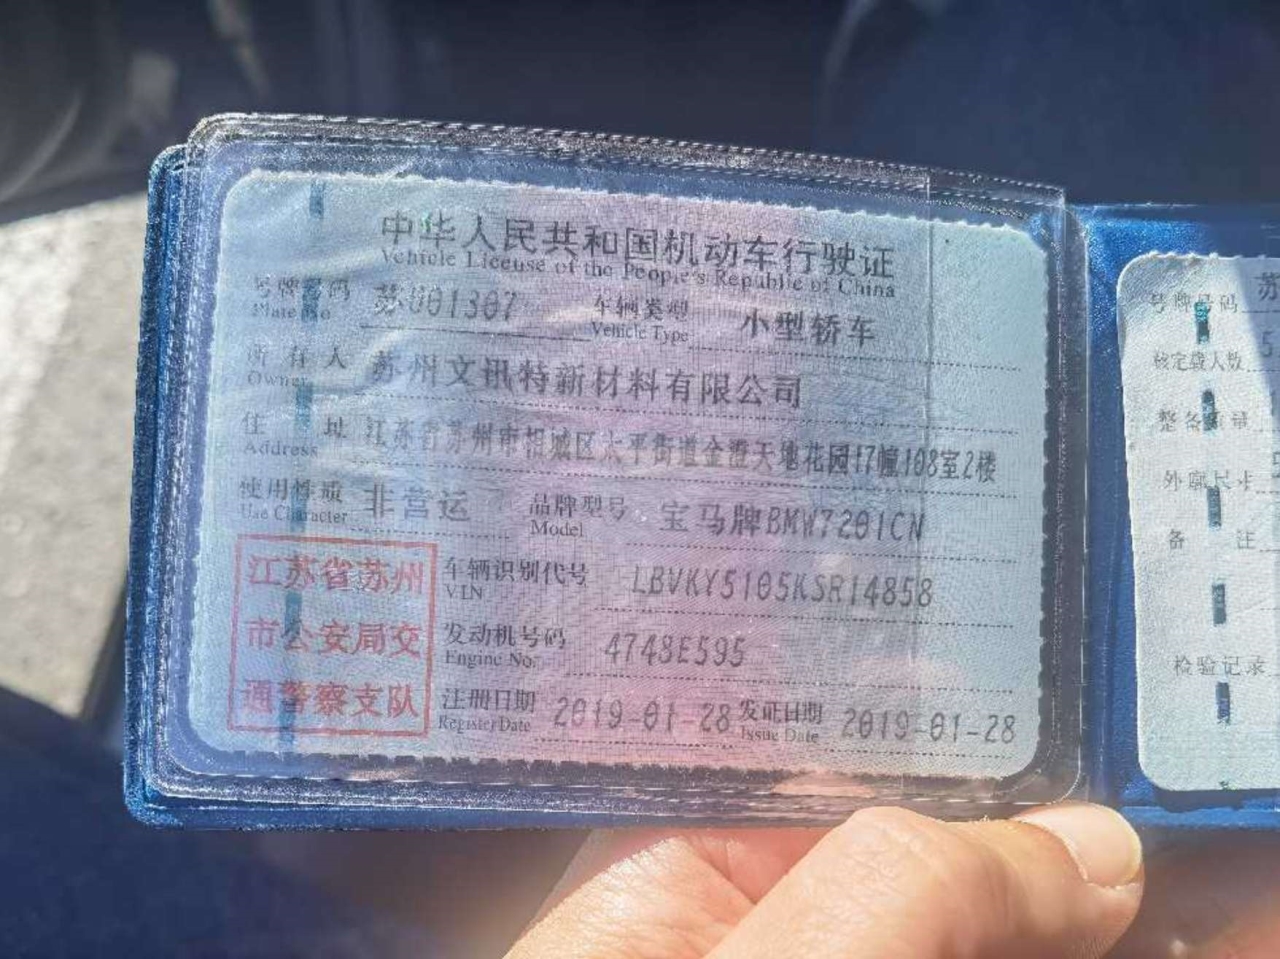 中华人民共和国机动车行驶证
Vehicle License of the People's Republic of China
号牌号码 苏U01307 车辆类型 小型轿车
Plate No. Vehicle Type
所有人 苏州文讯特新材料有限公司
Owner
住址 江苏省苏州市相城区太平街道金澄天地花园17幢108室2楼
Address
使用性质 非营运 品牌型号 宝马牌BMW7201CN
Use Character Model
江苏省苏州
市公安局交
通警察支队
车辆识别代号 LBVKY5105KSR14858
VIN
发动机号码 4748E595
Engine No.
注册日期 2019-01-28 发证日期 2019-01-28
Register Date Issue Date
号牌号码 苏
核定载人数 5
整备质量
外廓尺寸
备注
检验记录